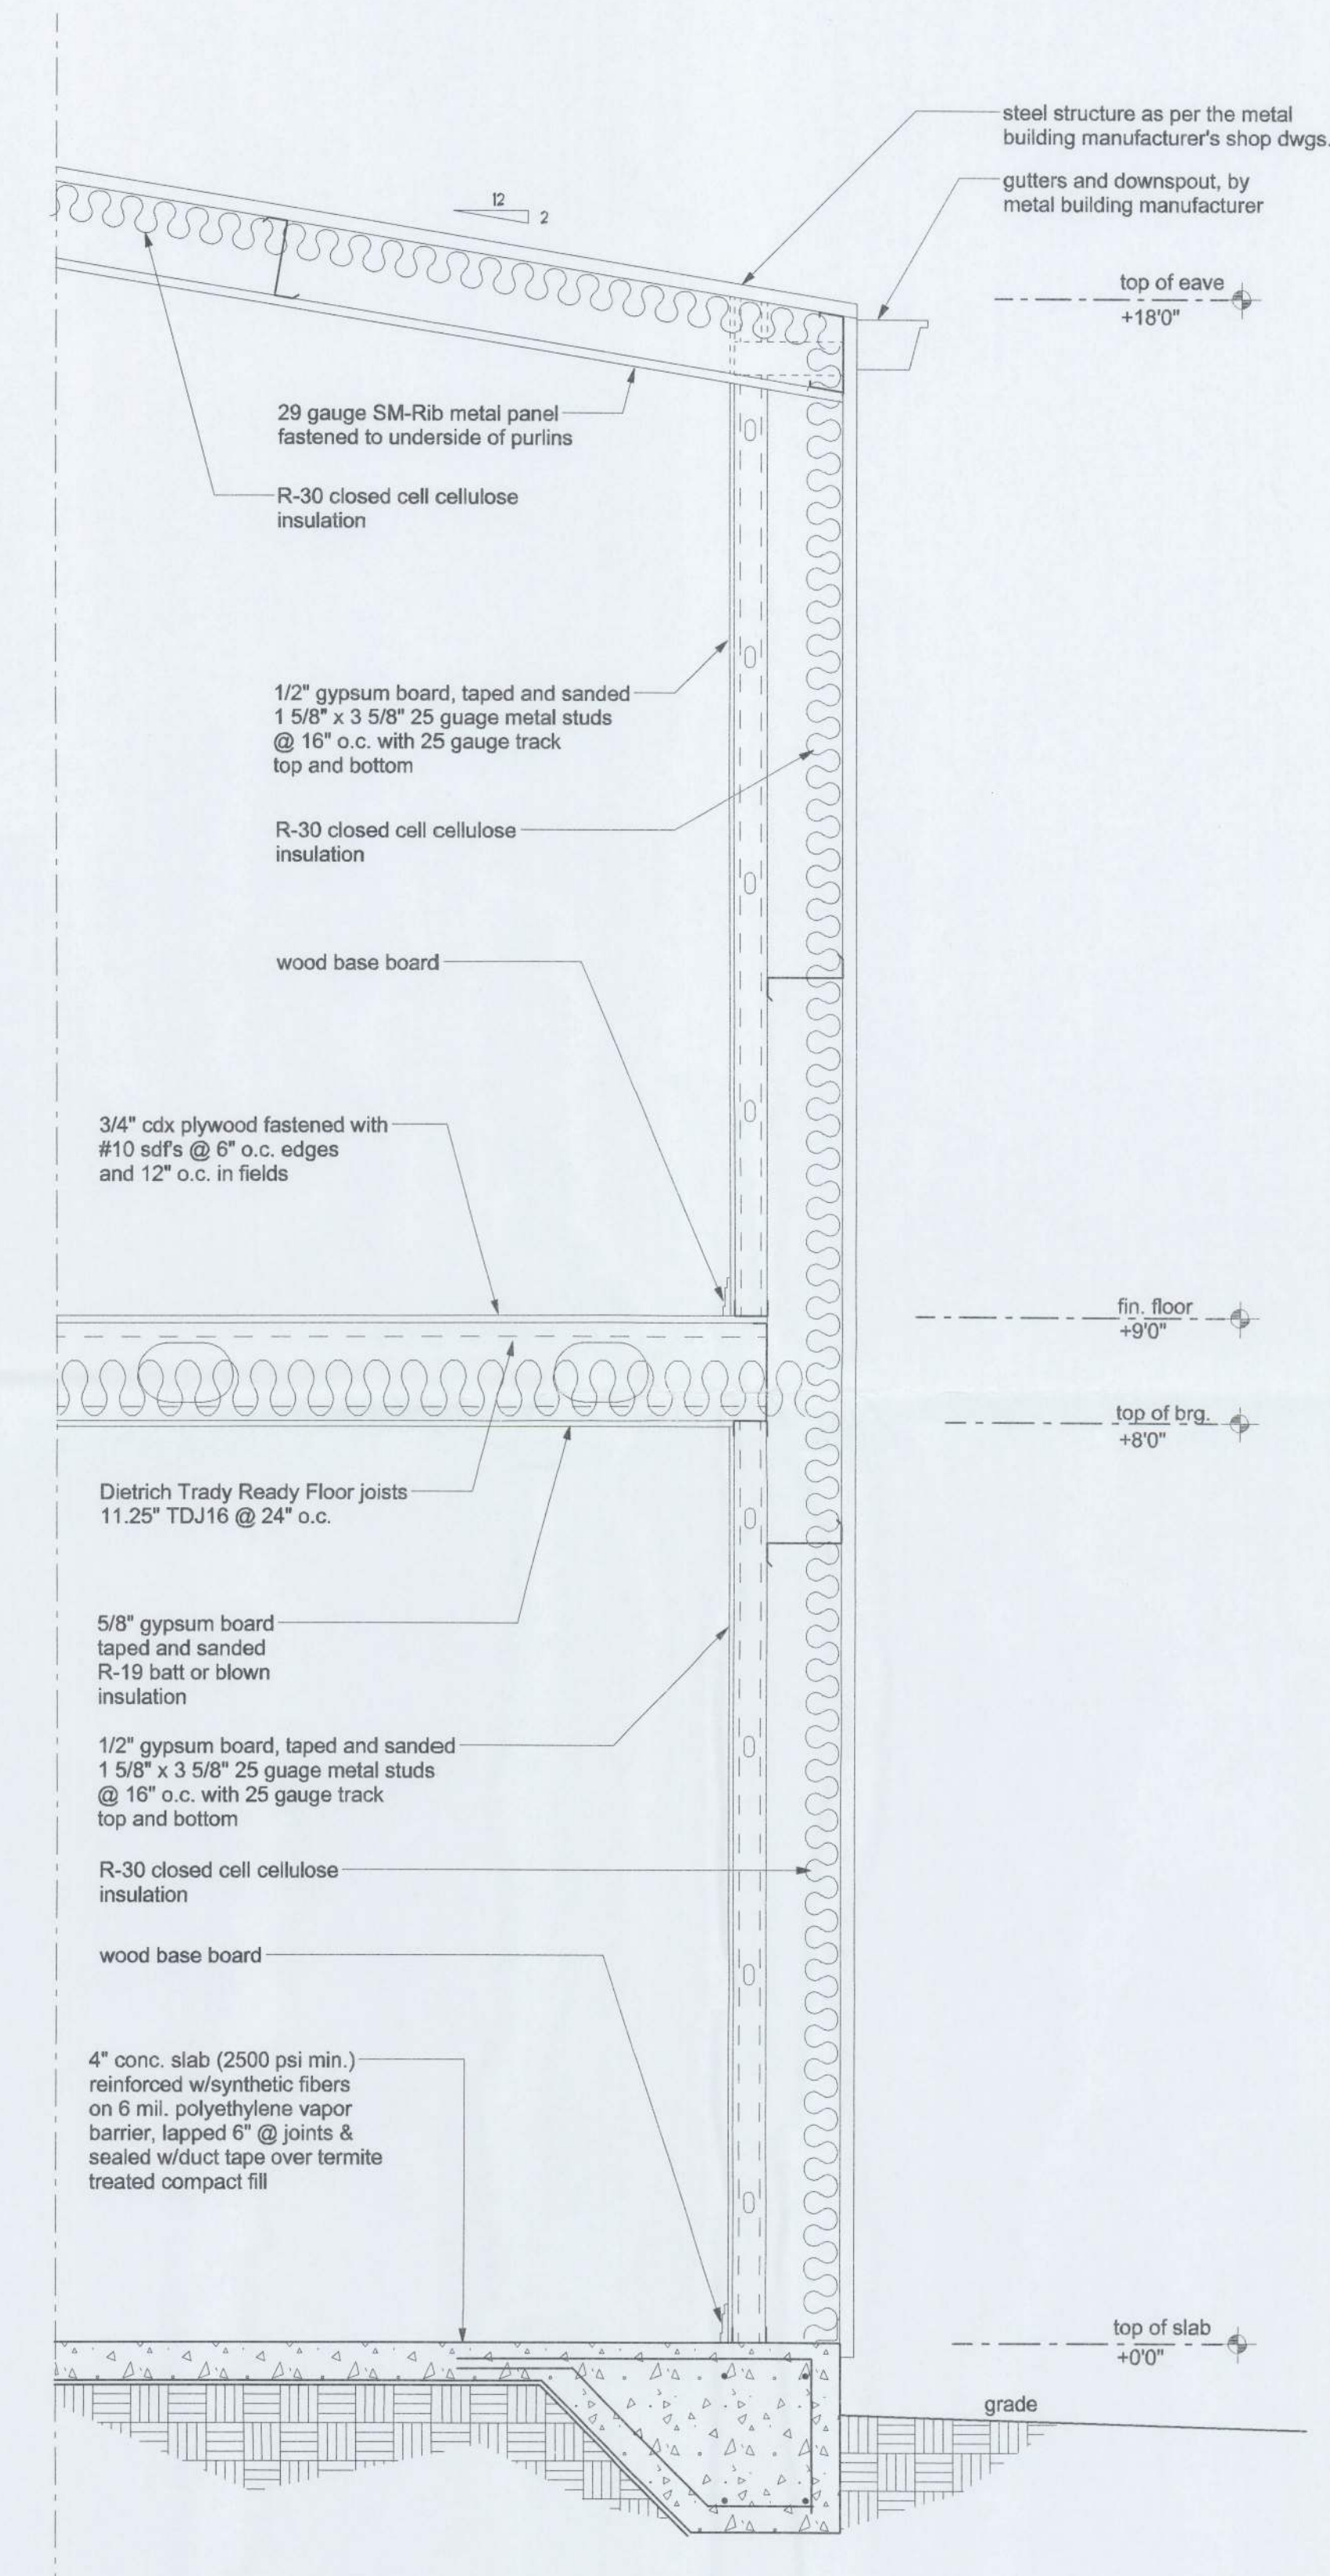 steel structure as per the metal
building manufacturer's shop dwgs.
gutters and downspout, by
metal building manufacturer
12
2
top of eave
+18'0"
29 gauge SM-Rib metal panel
fastened to underside of purlins
R-30 closed cell cellulose
insulation
1/2" gypsum board, taped and sanded
1 5/8" x 3 5/8" 25 guage metal studs
@ 16" o.c. with 25 gauge track
top and bottom
R-30 closed cell cellulose
insulation
wood base board
3/4" cdx plywood fastened with
#10 sdf's @ 6" o.c. edges
and 12" o.c. in fields
fin. floor
+9'0"
top of brg.
+8'0"
Dietrich Trady Ready Floor joists
11.25" TDJ16 @ 24" o.c.
5/8" gypsum board
taped and sanded
R-19 batt or blown
insulation
1/2" gypsum board, taped and sanded
1 5/8" x 3 5/8" 25 guage metal studs
@ 16" o.c. with 25 gauge track
top and bottom
R-30 closed cell cellulose
insulation
wood base board
4" conc. slab (2500 psi min.)
reinforced w/synthetic fibers
on 6 mil. polyethylene vapor
barrier, lapped 6" @ joints &
sealed w/duct tape over termite
treated compact fill
top of slab
+0'0"
grade